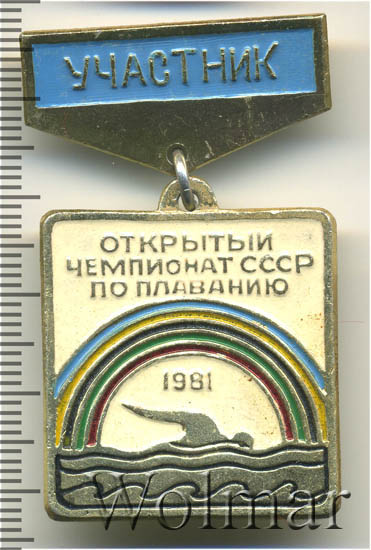 УЧАСТНИК
ОТКРЫТЫЙ
ЧЕМПИОНАТ СССР
ПО ПЛАВАНИЮ
1981
Wolmar